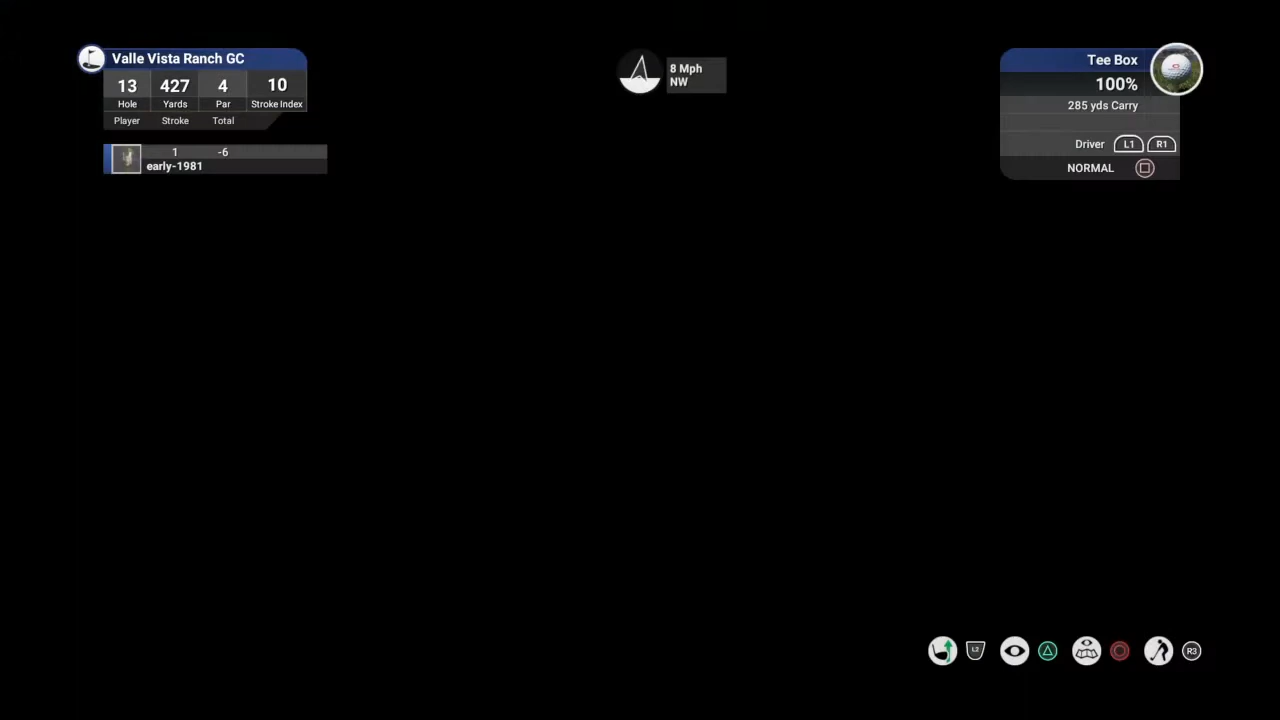 Valle Vista Ranch GC
13 427 4 10
Hole Yards Par Stroke Index
Player Stroke Total
1 -6
early-1981
8 Mph
NW
Tee Box
100%
285 yds Carry
Driver L1 R1
NORMAL
L2 R3